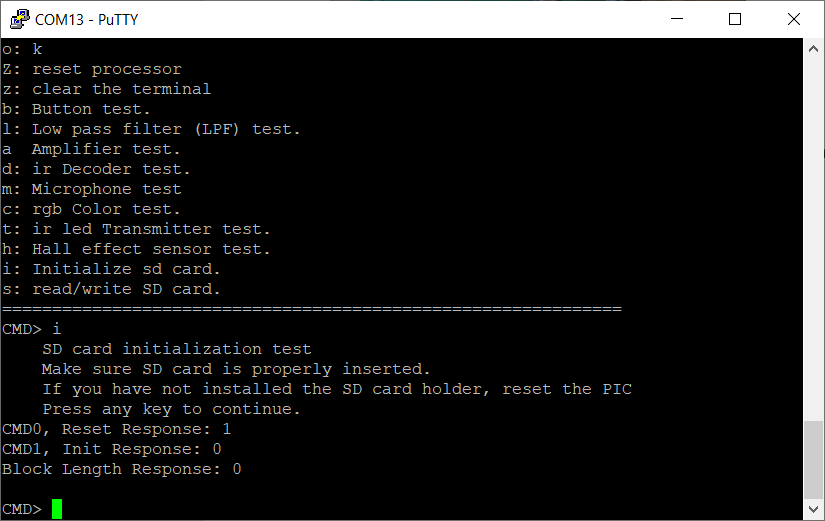 COM13 - PuTTY
o: k
Z: reset processor
z: clear the terminal
b: Button test.
l: Low pass filter (LPF) test.
a  Amplifier test.
d: ir Decoder test.
m: Microphone test
c: rgb Color test.
t: ir led Transmitter test.
h: Hall effect sensor test.
i: Initialize sd card.
s: read/write SD card.
==============================================================
CMD> i
    SD card initialization test
    Make sure SD card is properly inserted.
    If you have not installed the SD card holder, reset the PIC
    Press any key to continue.
CMD0, Reset Response: 1
CMD1, Init Response: 0
Block Length Response: 0
CMD>